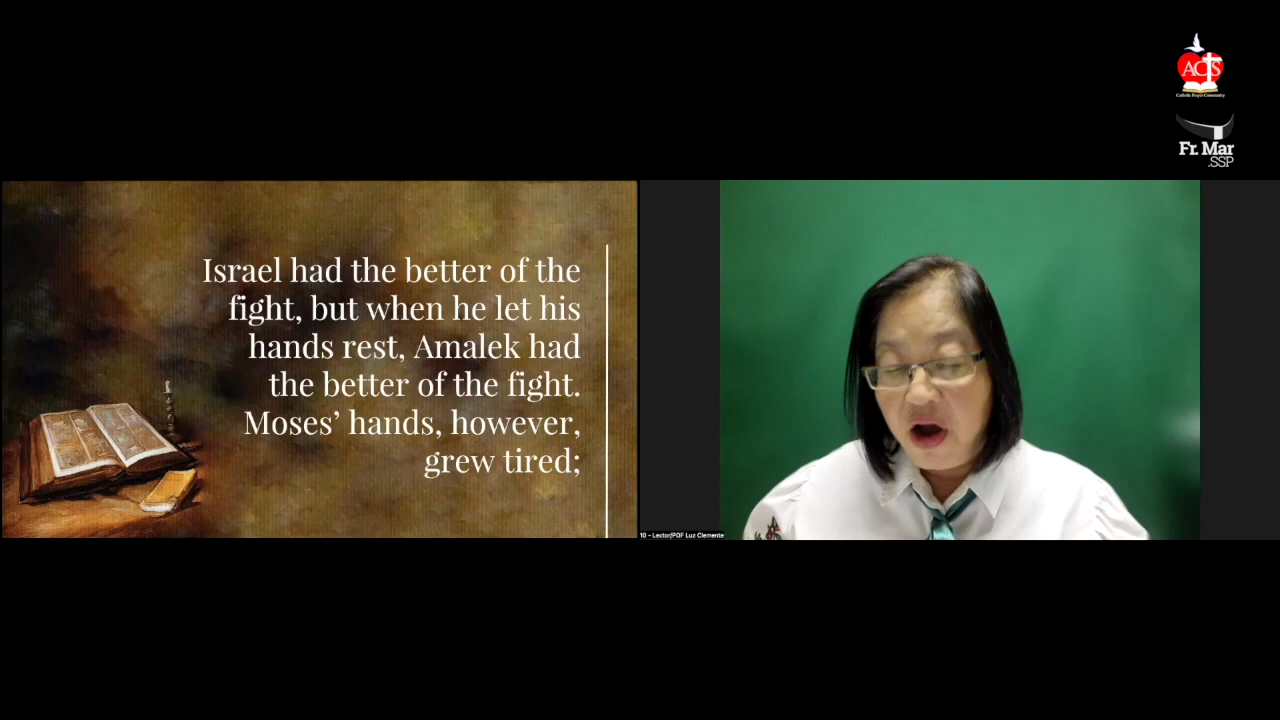 ACTS
Catholic Prayer Community
Fr. Mar
.SSP
Israel had the better of the
fight, but when he let his
hands rest, Amalek had
the better of the fight.
Moses’ hands, however,
grew tired;
10 - Lector/POF Luz Clemente